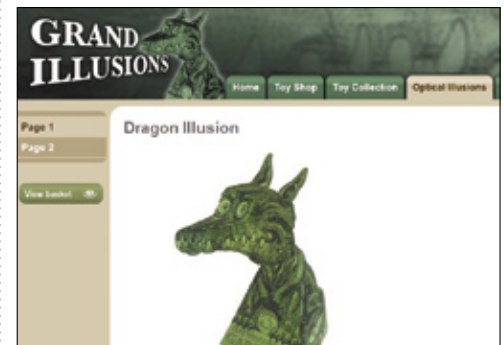 GRAND
ILLUSIONS
Home Toy Shop Toy Collection Optical Illusions
Page 1
Page 2
View basket
Dragon Illusion